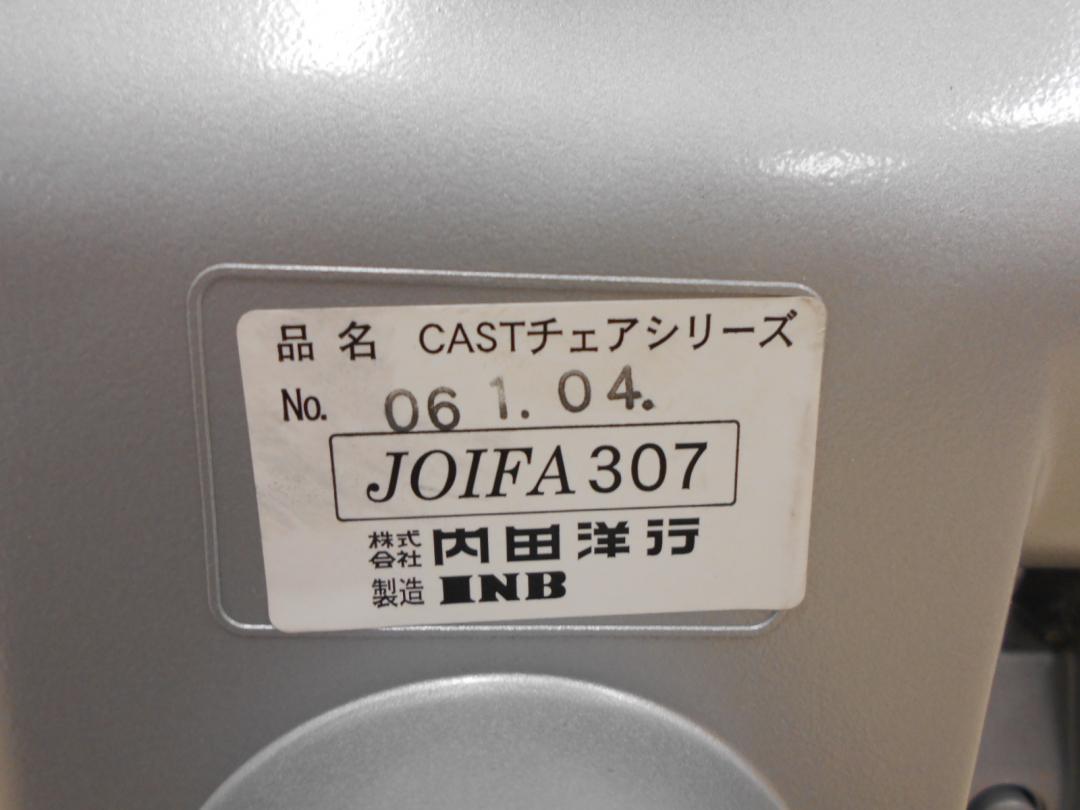 品名 CASTチェアシリーズ
No. 06 1. 04.
JOIFA 307
株式会社 内田洋行
製造 INB